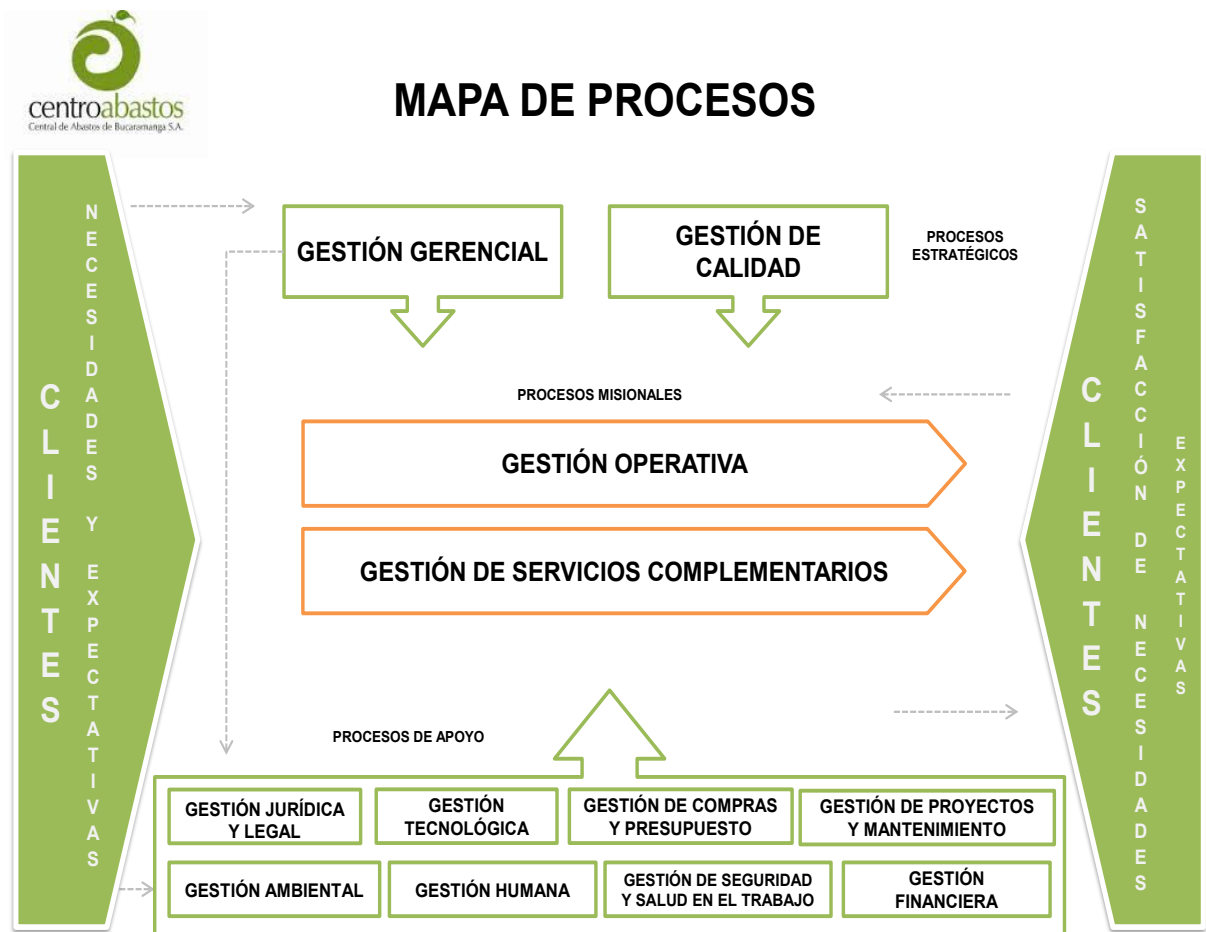 centroabastos
Central de Abastos de Bucaramanga S.A.
MAPA DE PROCESOS
CLIENTES
NECESIDADES Y EXPECTATIVAS
GESTIÓN GERENCIAL
GESTIÓN DE
CALIDAD
PROCESOS
ESTRATÉGICOS
PROCESOS MISIONALES
GESTIÓN OPERATIVA
GESTIÓN DE SERVICIOS COMPLEMENTARIOS
PROCESOS DE APOYO
GESTIÓN JURÍDICA
Y LEGAL
GESTIÓN
TECNOLÓGICA
GESTIÓN DE COMPRAS
Y PRESUPUESTO
GESTIÓN DE PROYECTOS
Y MANTENIMIENTO
GESTIÓN AMBIENTAL
GESTIÓN HUMANA
GESTIÓN DE SEGURIDAD
Y SALUD EN EL TRABAJO
GESTIÓN
FINANCIERA
CLIENTES
SATISFACCIÓN DE NECESIDADES
EXPECTATIVAS